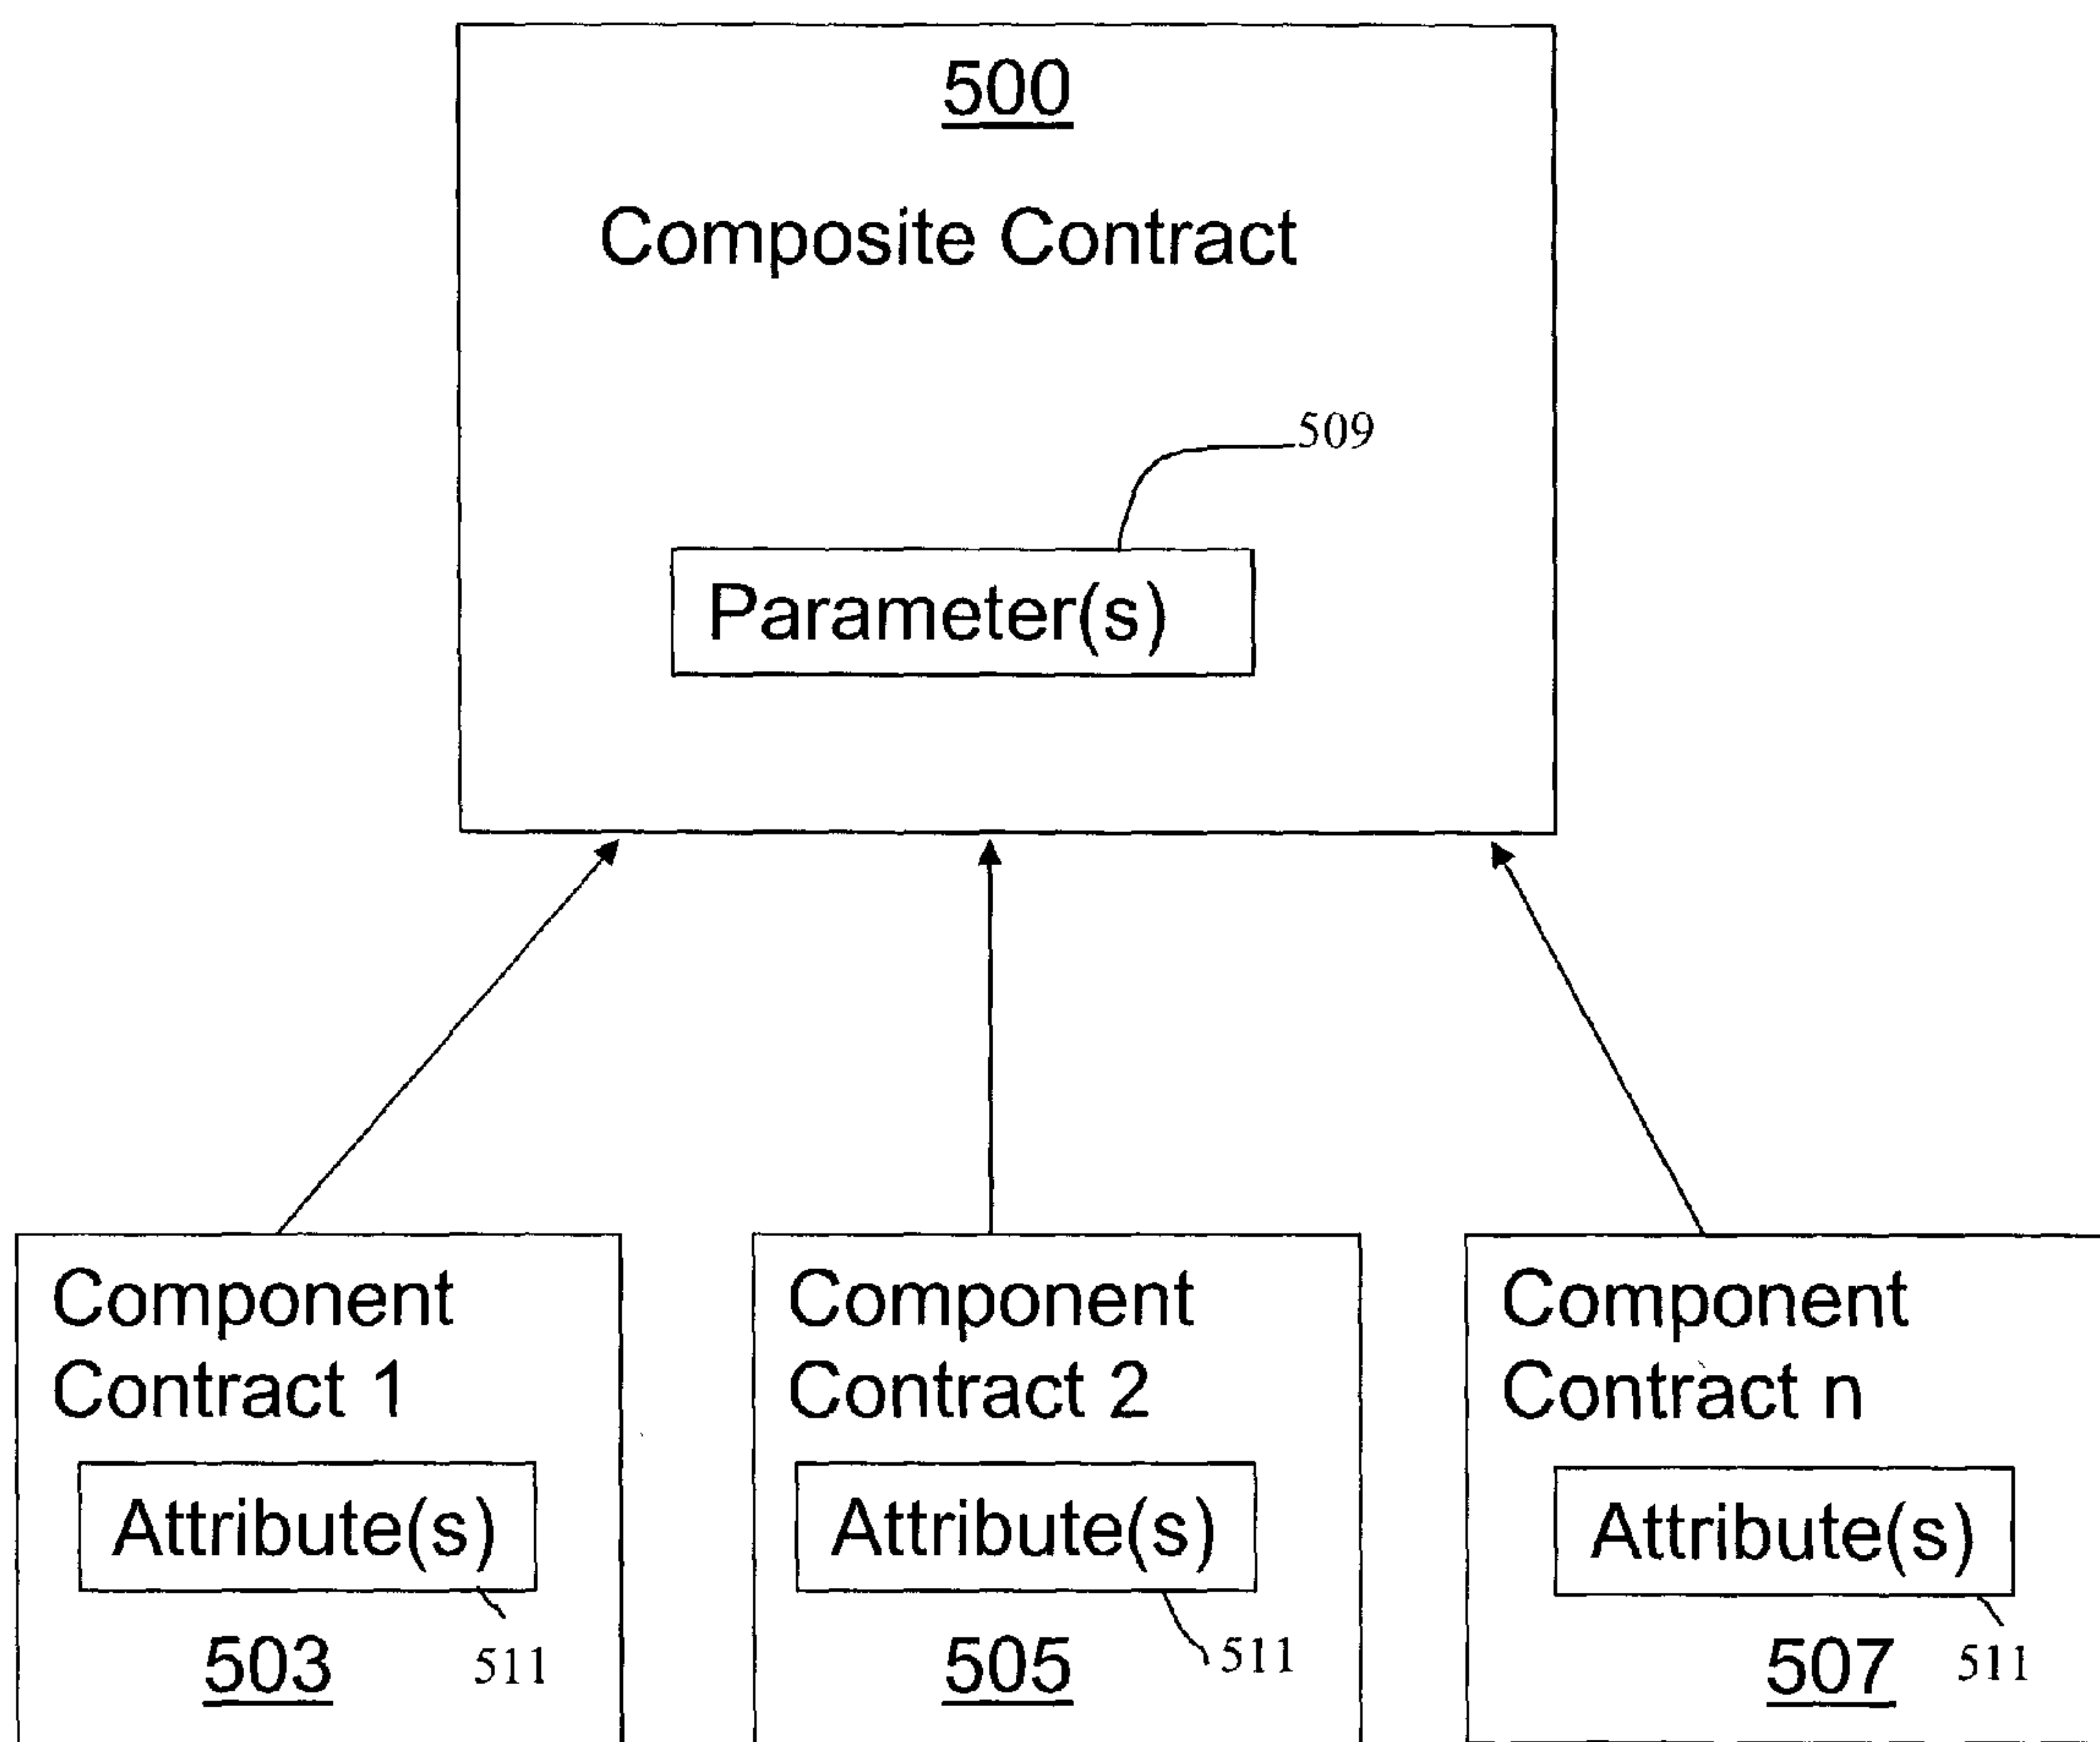 500
Composite Contract
509
Parameter(s)
Component
Contract 1
Attribute(s)
503
511
Component
Contract 2
Attribute(s)
505
511
Component
Contract n
Attribute(s)
507
511